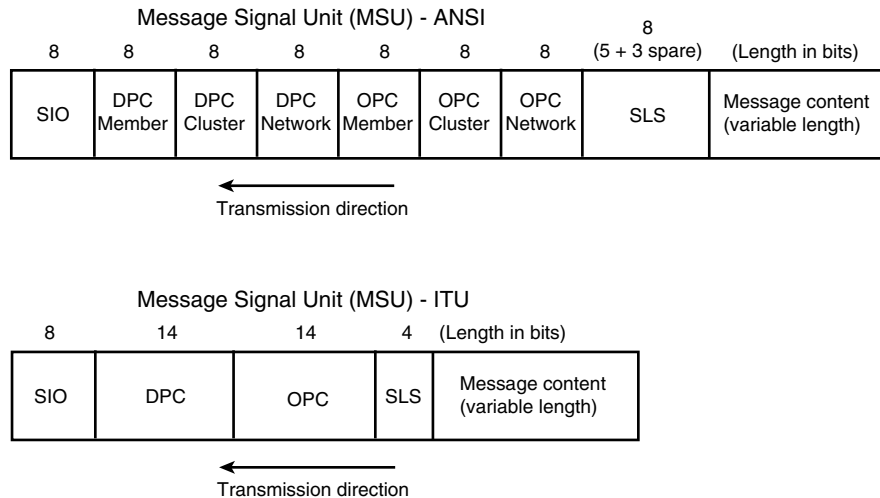 Message Signal Unit (MSU) - ANSI
8 8 8 8 8 8 8 8 (Length in bits)
(5 + 3 spare)
SIO
DPC
Member
DPC
Cluster
DPC
Network
OPC
Member
OPC
Cluster
OPC
Network
SLS
Message content
(variable length)
Transmission direction
Message Signal Unit (MSU) - ITU
8 14 14 4 (Length in bits)
SIO
DPC
OPC
SLS
Message content
(variable length)
Transmission direction